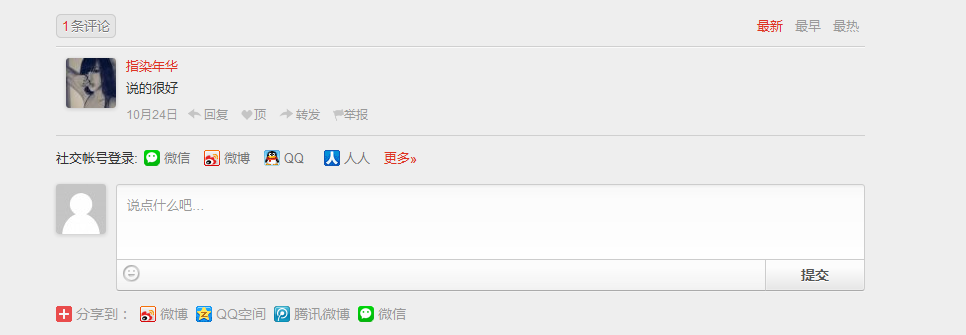 1条评论 最新 最早 最热
指染年华
说的很好
10月24日 回复 顶 转发 举报
社交帐号登录: 微信 微博 QQ 人人 更多»
说点什么吧...
提交
分享到： 微博 QQ空间 腾讯微博 微信